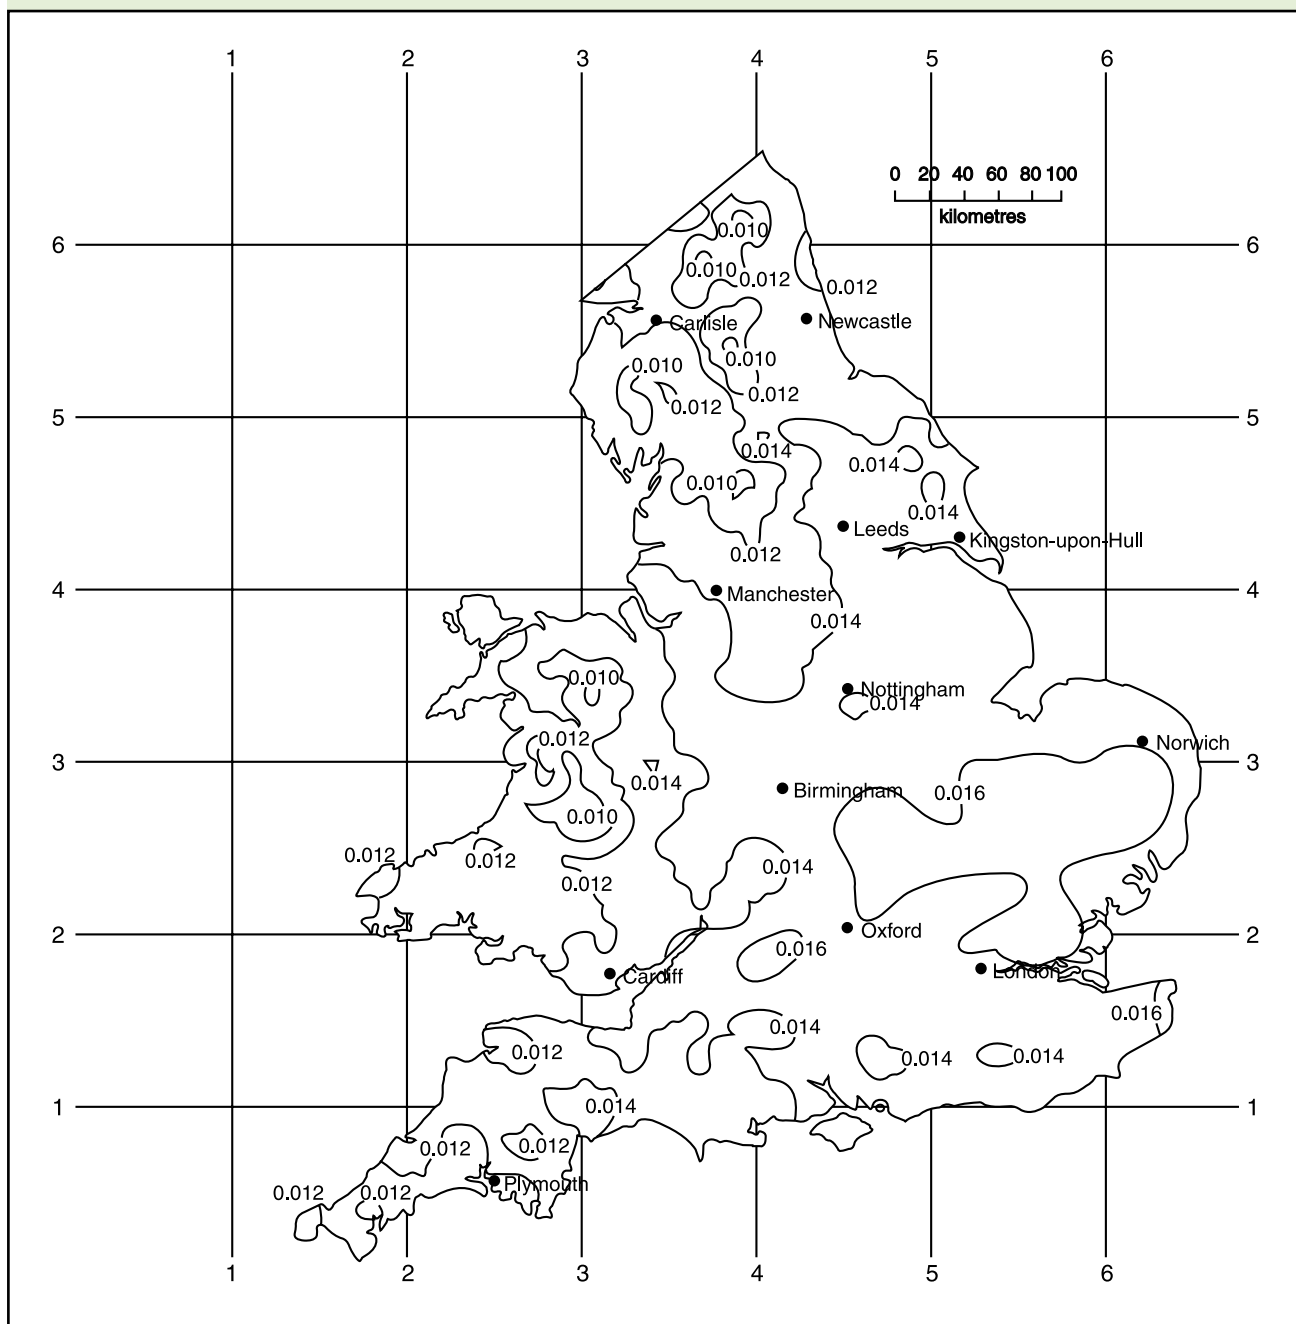 1 2 3 4 5 6
0 20 40 60 80 100
kilometres
0.010
6 6
0.010 0.012
0.012
Carlisle Newcastle
0.010 0.010
0.012
0.012
5 5
0.014
0.014
0.010
0.014
Leeds
Kingston-upon-Hull
0.012
4 4
Manchester
0.014
0.010
Nottingham
0.014
0.012 Norwich
3 3
0.014
Birmingham 0.016
0.010
0.012 0.012
0.014
0.012
Oxford
2 2
0.016
Cardiff London
0.016
0.014
0.012
0.014 0.014
0.014
1 1
0.012 0.012
Plymouth
0.012 0.012
1 2 3 4 5 6